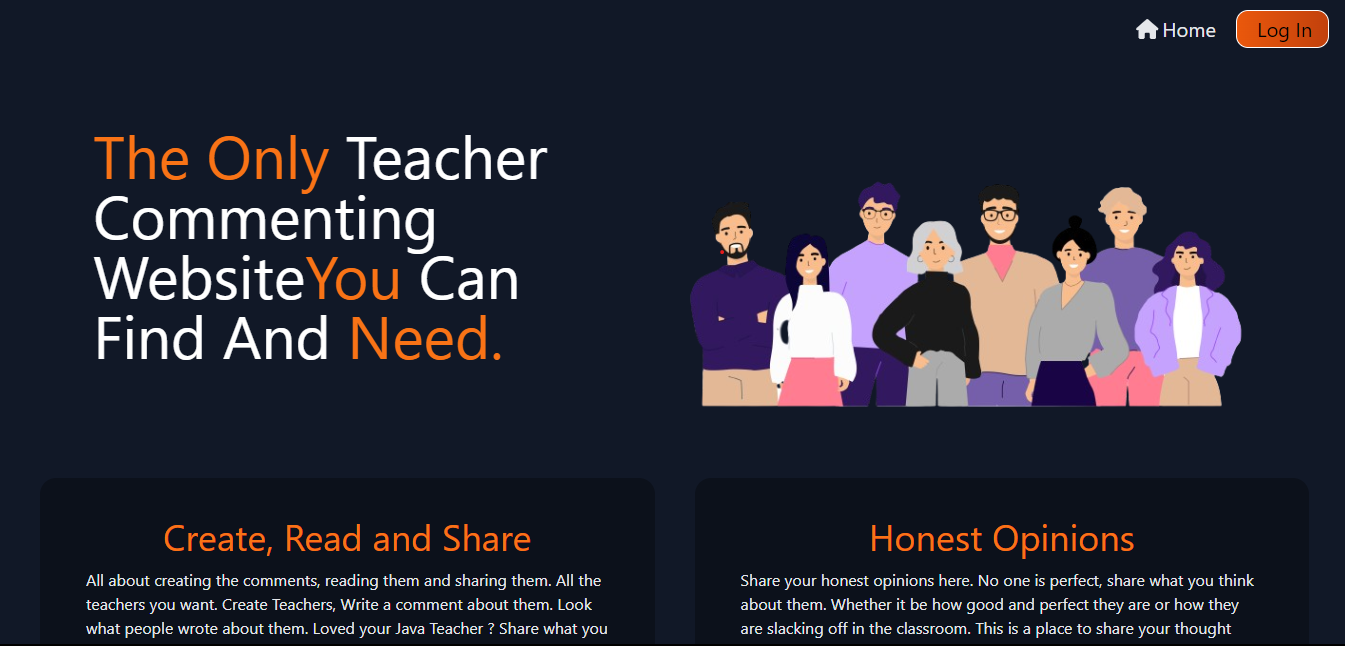 Home
Log In
The Only Teacher
Commenting
WebsiteYou Can
Find And Need.
Create, Read and Share
All about creating the comments, reading them and sharing them. All the
teachers you want. Create Teachers, Write a comment about them. Look
what people wrote about them. Loved your Java Teacher ? Share what you
Honest Opinions
Share your honest opinions here. No one is perfect, share what you think
about them. Whether it be how good and perfect they are or how they
are slacking off in the classroom. This is a place to share your thought